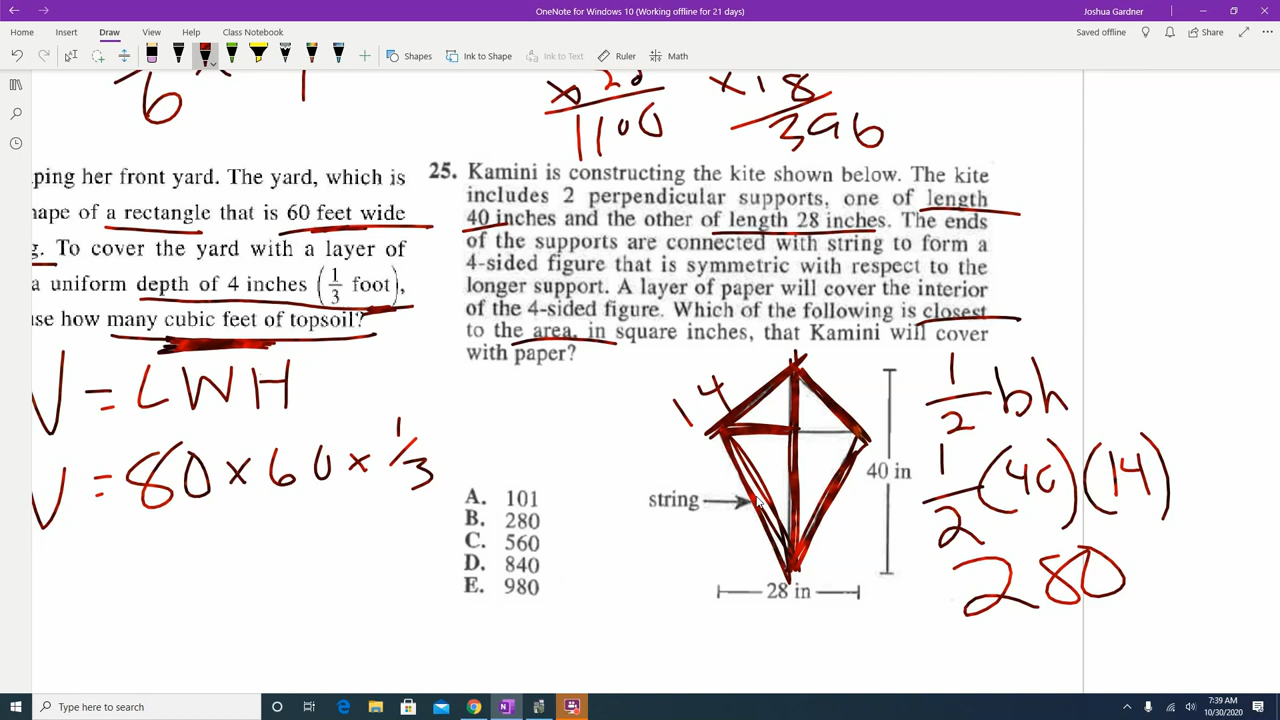 OneNote for Windows 10 (Working offline for 21 days)
Joshua Gardner
Home Insert Draw View Help Class Notebook
Saved offline
Share
Shapes Ink to Shape Ink to Text Ruler Math
6 1
1100
×18
396
ping her front yard. The yard, which is
hape of a rectangle that is 60 feet wide
g. To cover the yard with a layer of
a uniform depth of 4 inches (1/3 foot),
se how many cubic feet of topsoil?
V = LWH
V = 80 × 60 × 1/3
25. Kamini is constructing the kite shown below. The kite
includes 2 perpendicular supports, one of length
40 inches and the other of length 28 inches. The ends
of the supports are connected with string to form a
4-sided figure that is symmetric with respect to the
longer support. A layer of paper will cover the interior
of the 4-sided figure. Which of the following is closest
to the area, in square inches, that Kamini will cover
with paper?
14
40 in
string
28 in
A. 101
B. 280
C. 560
D. 840
E. 980
1/2 bh
1/2 (40)(14)
280
Type here to search
7:39 AM
10/30/2020